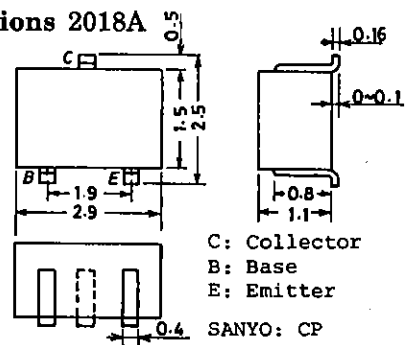 ions 2018A
0.5
C
0.16
1.5
2.5
0~0.1
B
E
1.9
2.9
0.8
1.1
C: Collector
B: Base
E: Emitter
0.4
SANYO: CP